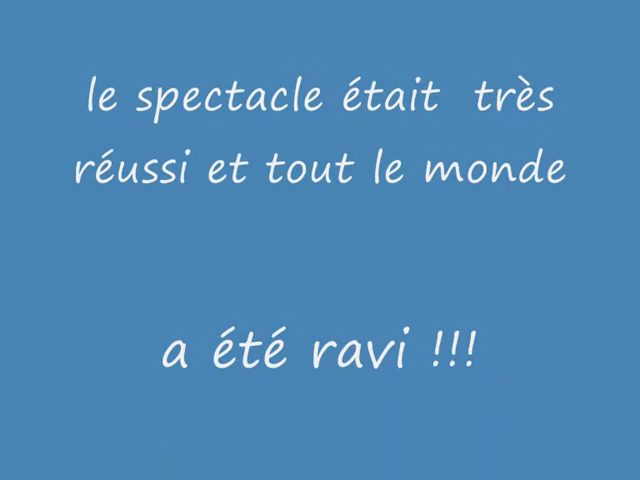 le spectacle était très
réussi et tout le monde
a été ravi !!!